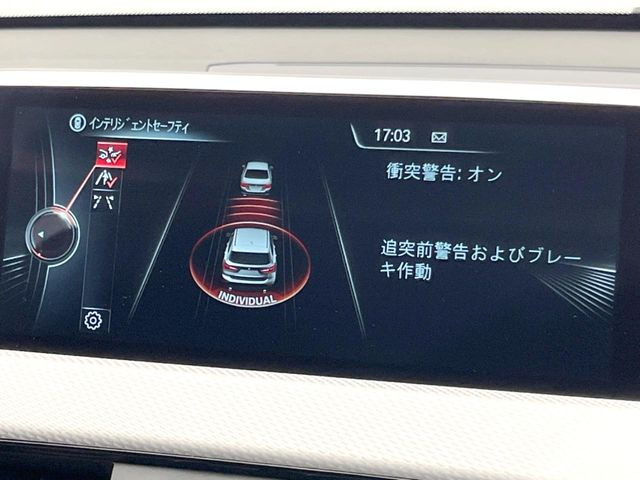 インテリジェントセーフティ
17:03
衝突警告: オン
追突前警告およびブレー
キ作動
INDIVIDUAL